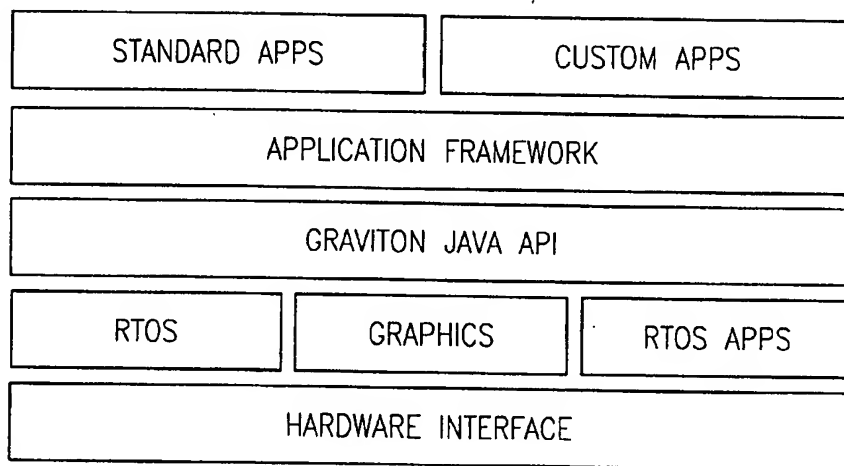 STANDARD APPS
CUSTOM APPS
APPLICATION FRAMEWORK
GRAVITON JAVA API
RTOS
GRAPHICS
RTOS APPS
HARDWARE INTERFACE